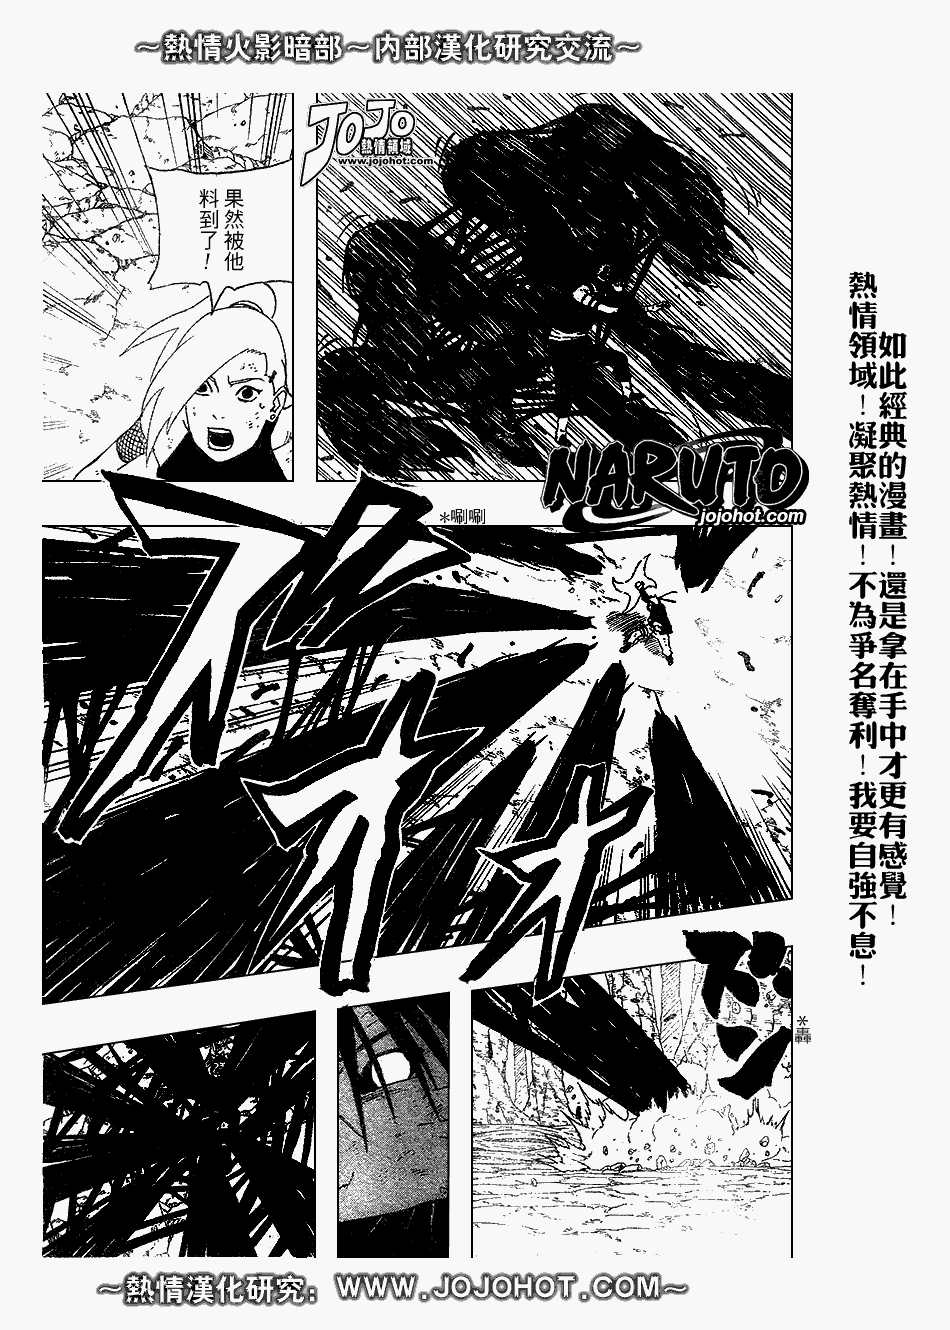 ～熱情火影暗部～內部漢化研究交流～
JoJo
熱情領域
www.jojohot.com
果然被他
料到了！
NARUTO
jojohot.com
＊唰唰
ズオオ
ドン
＊轟
如此經典的漫畫！還是拿在手中才更有感覺！
熱情領域！凝聚熱情！不為爭名奪利！我要自強不息！
～熱情漢化研究：WWW.JOJOHOT.COM～